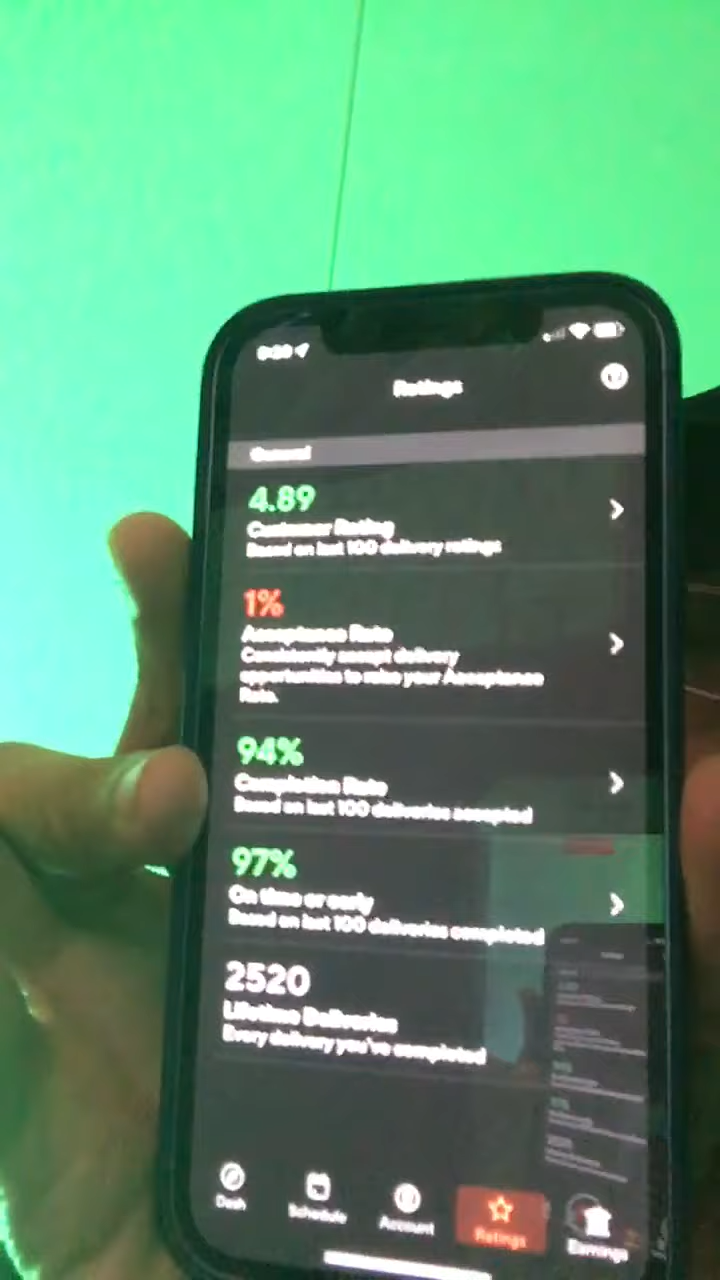 Ratings
General
4.89
Customer Rating
Based on last 100 delivery ratings
1%
Acceptance Rate
Consistently accept delivery
opportunities to raise your Acceptance
Rate.
94%
Completion Rate
Based on last 100 deliveries accepted
97%
On time or early
Based on last 100 deliveries completed
2520
Lifetime Deliveries
Every delivery you've completed
Dash
Schedule
Account
Ratings
Earnings